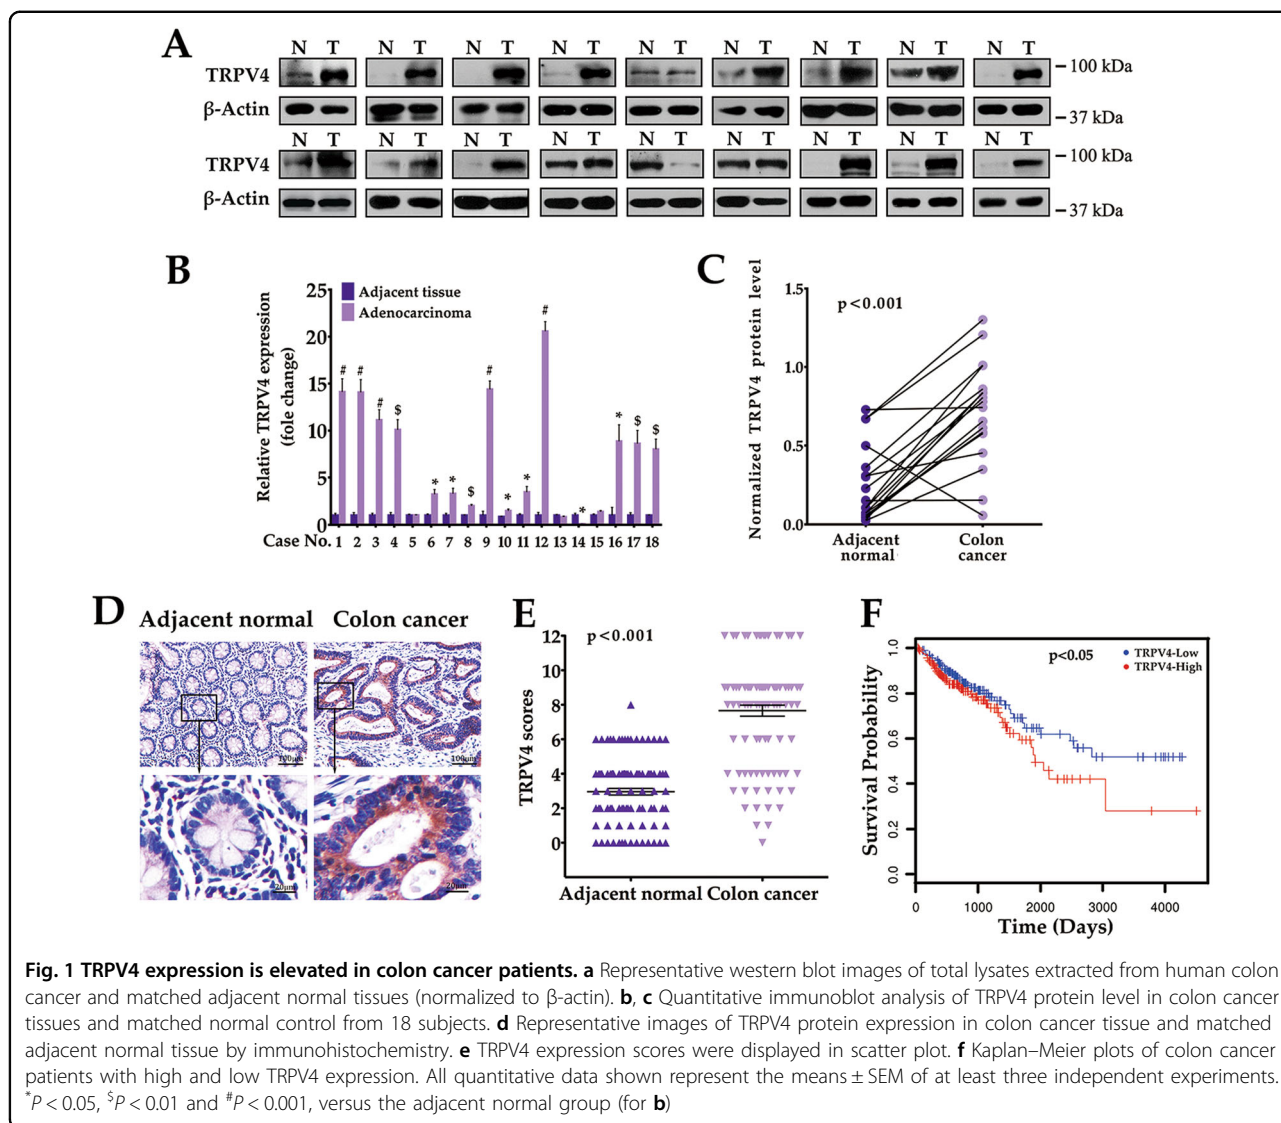 A
N T N T N T N T N T N T N T N T N T
TRPV4
100 kDa
β-Actin
37 kDa
N T N T N T N T N T N T N T N T N T
TRPV4
100 kDa
β-Actin
37 kDa
B
Relative TRPV4 expression
(fole change)
25
20
15
10
5
0
Adjacent tissue
Adenocarcinoma
# # # $ * * $ # * * # * * $ $
Case No. 1 2 3 4 5 6 7 8 9 10 11 12 13 14 15 16 17 18
C
Normalized TRPV4 protein level
1.5
1.0
0.5
0.0
p<0.001
Adjacent
normal
Colon
cancer
D
Adjacent normal Colon cancer
100μm
100μm
20μm
20μm
E
TRPV4 scores
12
10
8
6
4
2
0
p<0.001
Adjacent normal Colon cancer
F
Survival Probability
1.0
0.8
0.6
0.4
0.2
0.0
p<0.05
TRPV4-Low
TRPV4-High
0 1000 2000 3000 4000
Time (Days)
Fig. 1 TRPV4 expression is elevated in colon cancer patients. a Representative western blot images of total lysates extracted from human colon
cancer and matched adjacent normal tissues (normalized to β-actin). b, c Quantitative immunoblot analysis of TRPV4 protein level in colon cancer
tissues and matched normal control from 18 subjects. d Representative images of TRPV4 protein expression in colon cancer tissue and matched
adjacent normal tissue by immunohistochemistry. e TRPV4 expression scores were displayed in scatter plot. f Kaplan–Meier plots of colon cancer
patients with high and low TRPV4 expression. All quantitative data shown represent the means ± SEM of at least three independent experiments.
*P < 0.05, $P < 0.01 and #P < 0.001, versus the adjacent normal group (for b)